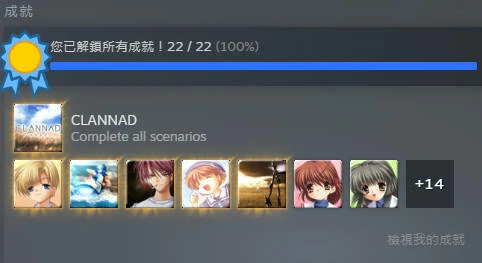 成就
您已解鎖所有成就！22 / 22 (100%)
CLANNAD
CLANNAD
Complete all scenarios
+14
檢視我的成就